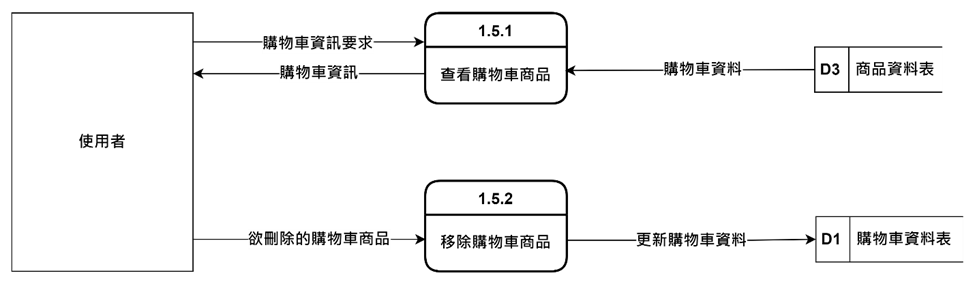 1.5.1
購物車資訊要求
購物車資訊
查看購物車商品
購物車資料
D3 商品資料表
使用者
1.5.2
欲刪除的購物車商品
移除購物車商品
更新購物車資料
D1 購物車資料表